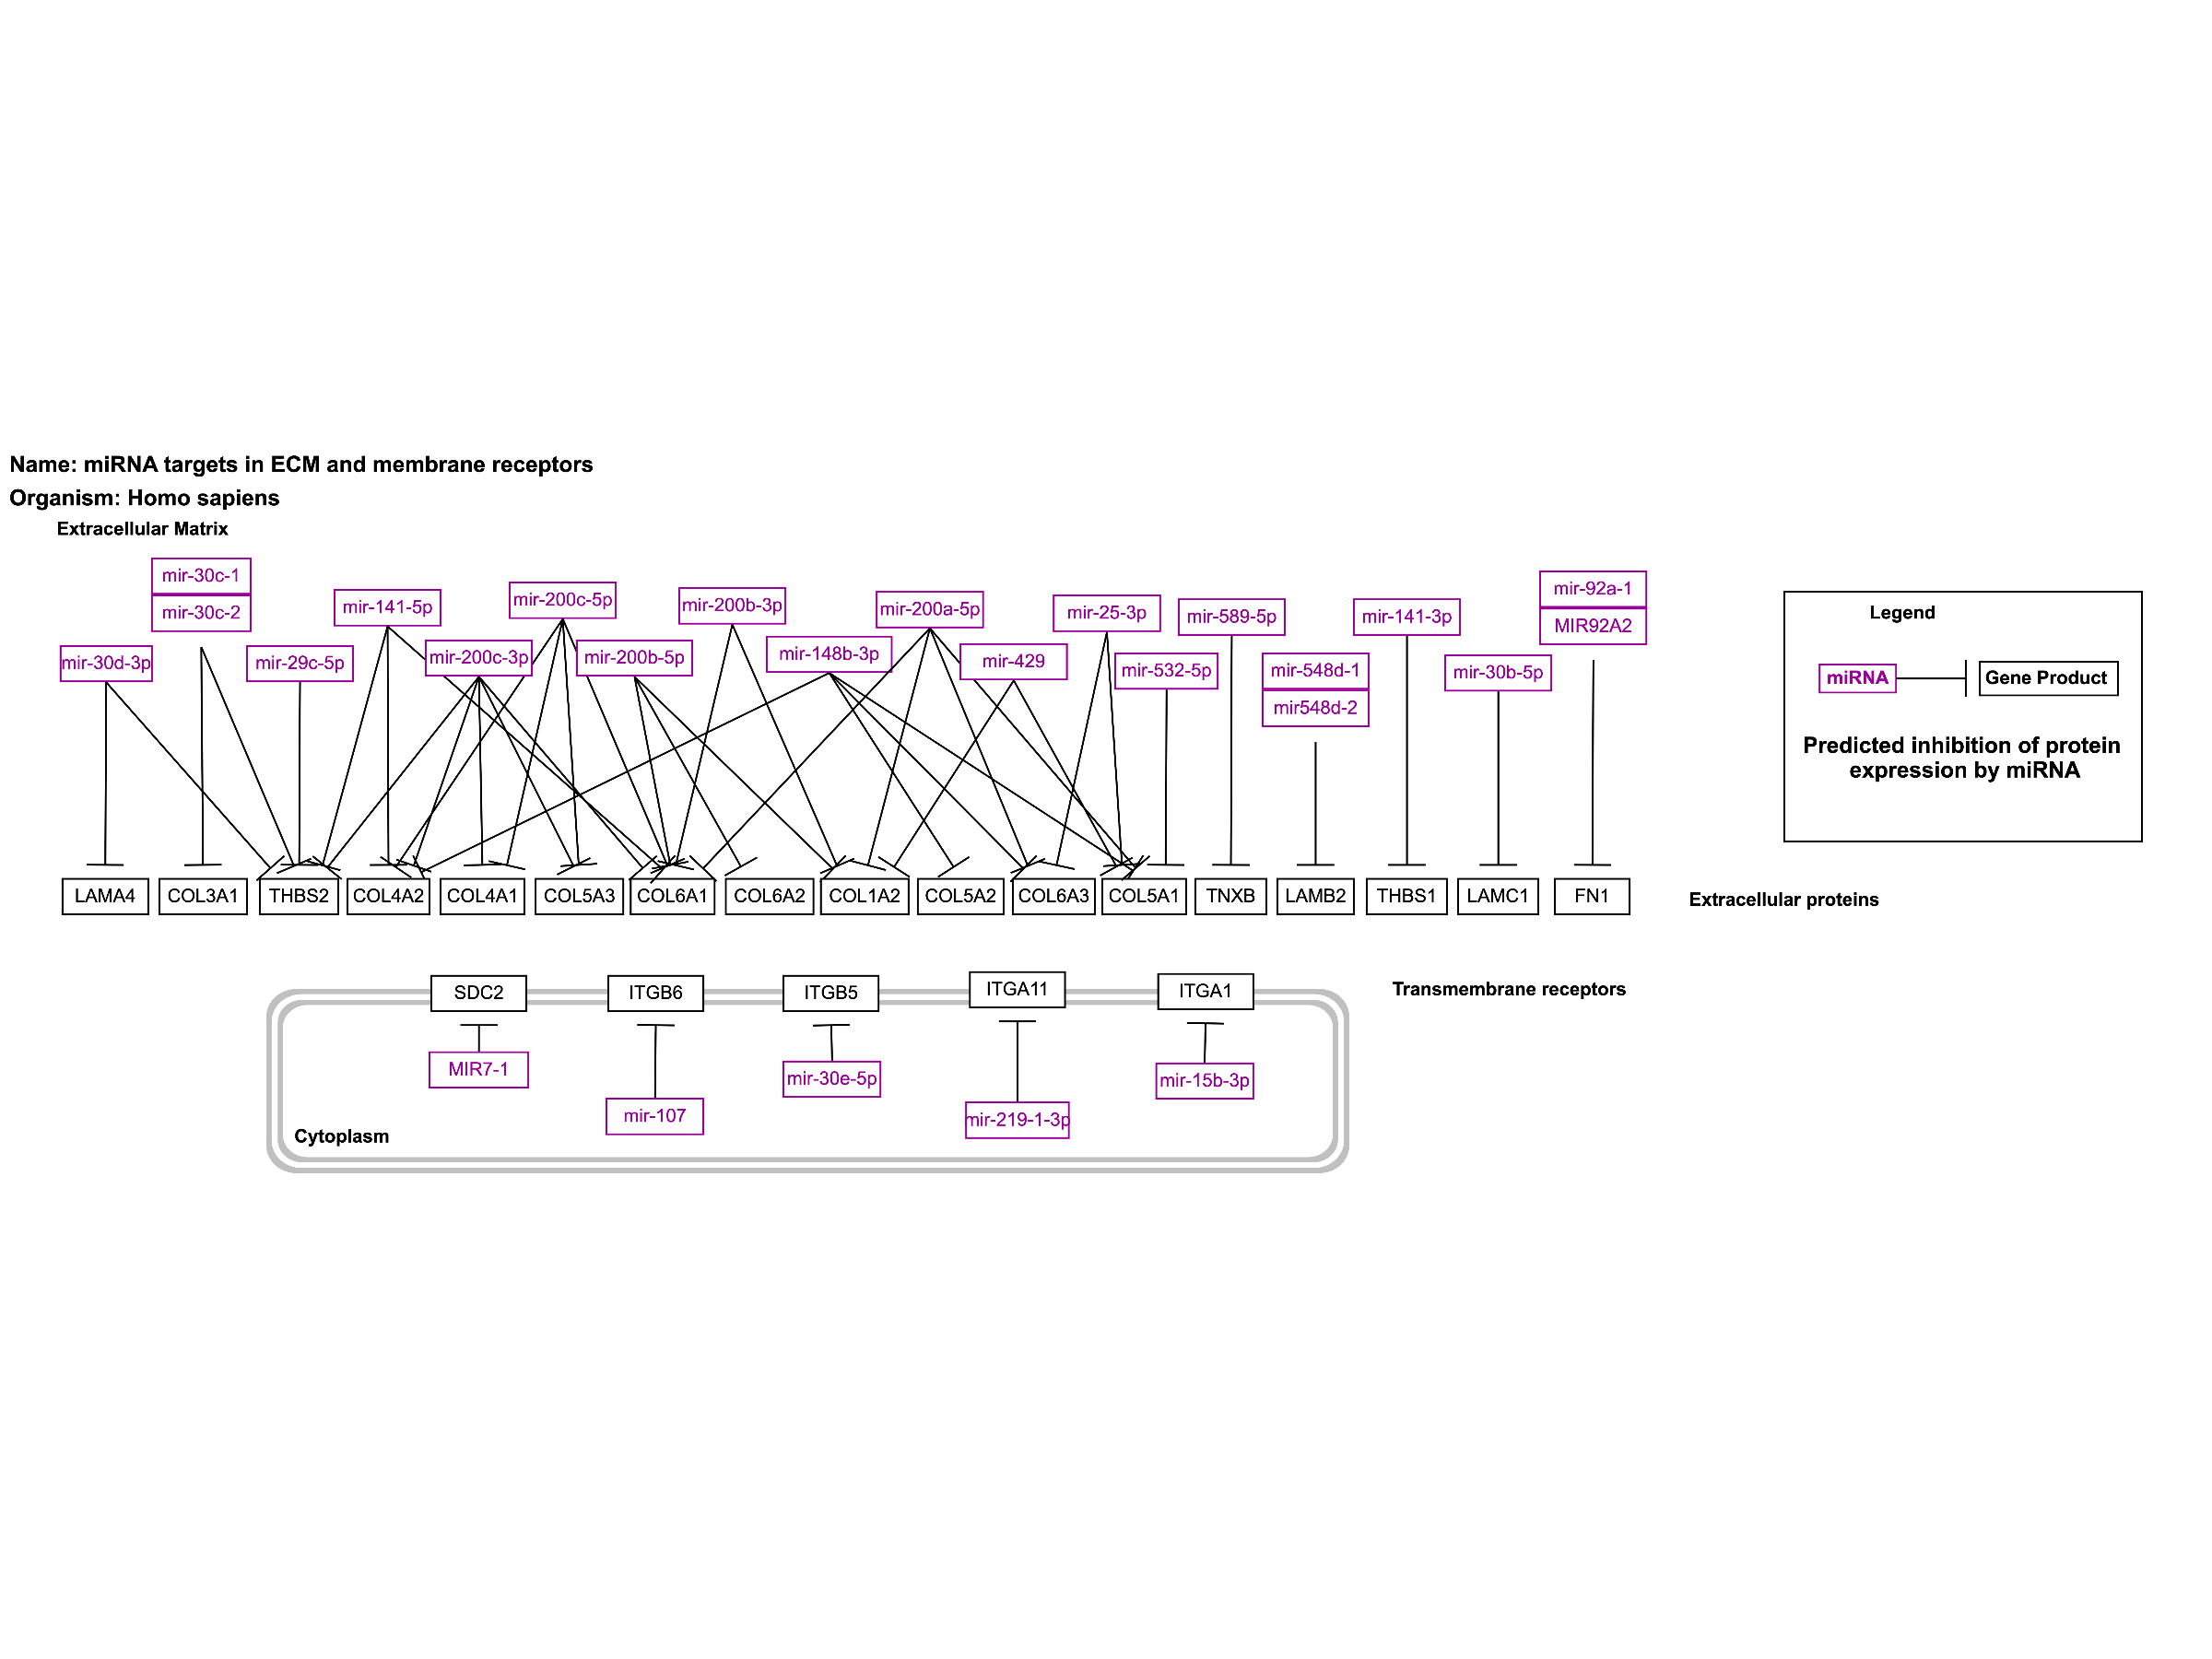 Name: miRNA targets in ECM and membrane receptors
Organism: Homo sapiens
Extracellular Matrix
mir-30c-1
mir-30c-2
mir-141-5p
mir-200c-5p
mir-200b-3p
mir-200a-5p
mir-25-3p
mir-589-5p
mir-141-3p
mir-92a-1
MIR92A2
mir-30d-3p
mir-29c-5p
mir-200c-3p
mir-200b-5p
mir-148b-3p
mir-429
mir-532-5p
mir-548d-1
mir548d-2
mir-30b-5p
Legend
miRNA
Gene Product
Predicted inhibition of protein
expression by miRNA
LAMA4
COL3A1
THBS2
COL4A2
COL4A1
COL5A3
COL6A1
COL6A2
COL1A2
COL5A2
COL6A3
COL5A1
TNXB
LAMB2
THBS1
LAMC1
FN1
Extracellular proteins
SDC2
ITGB6
ITGB5
ITGA11
ITGA1
Transmembrane receptors
MIR7-1
mir-107
mir-30e-5p
mir-219-1-3p
mir-15b-3p
Cytoplasm